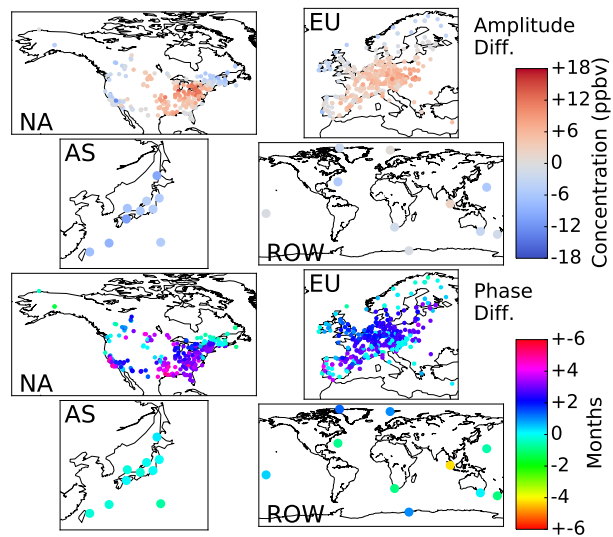 NA
EU
Amplitude
Diff.
+18
+12
+6
0
-6
-12
-18
Concentration (ppbv)
AS
ROW
NA
EU
Phase
Diff.
+-6
+4
+2
0
-2
-4
+-6
Months
AS
ROW